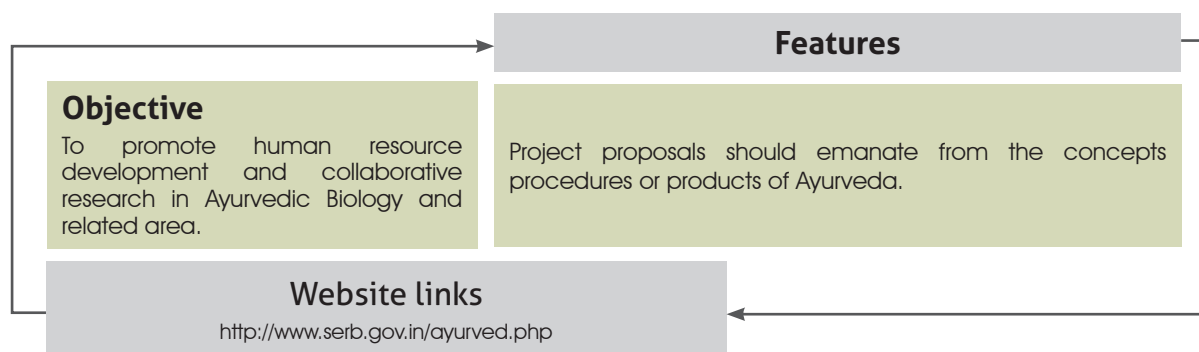 Features
Objective
To promote human resource
development and collaborative
research in Ayurvedic Biology and
related area.
Project proposals should emanate from the concepts
procedures or products of Ayurveda.
Website links
http://www.serb.gov.in/ayurved.php